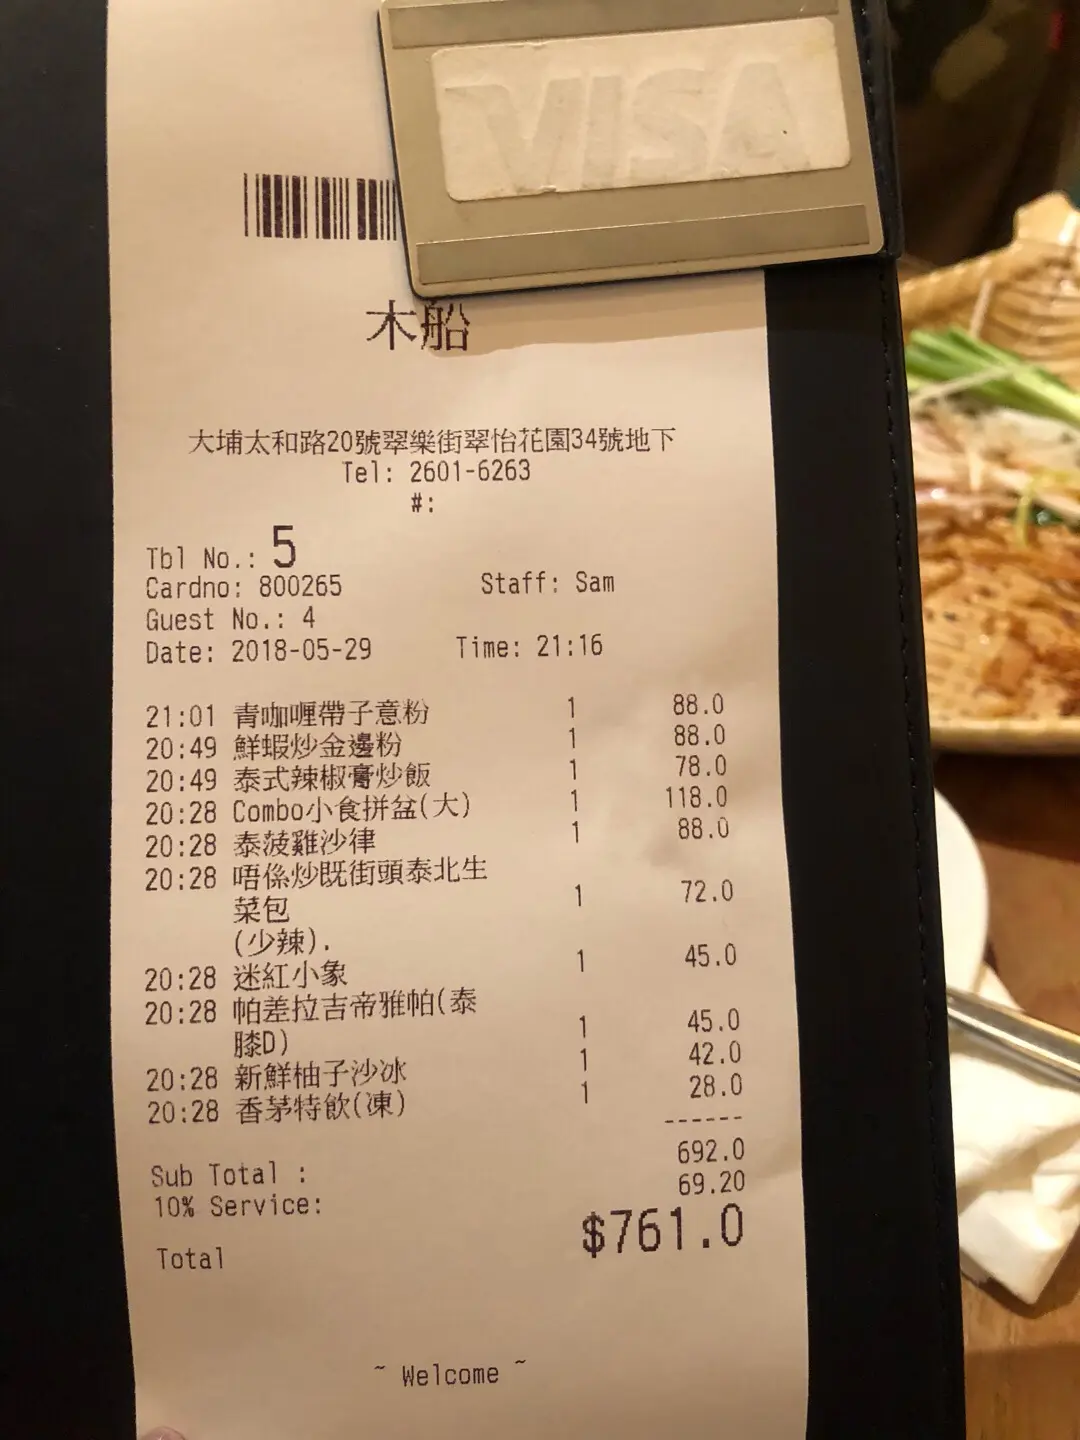 VISA
木船
大埔太和路20號翠樂街翠怡花園34號地下
Tel: 2601-6263
#:
Tbl No.: 5
Cardno: 800265 Staff: Sam
Guest No.: 4
Date: 2018-05-29 Time: 21:16
21:01 青咖喱帶子意粉 1 88.0
20:49 鮮蝦炒金邊粉 1 88.0
20:49 泰式辣椒膏炒飯 1 78.0
20:28 Combo小食拼盆(大) 1 118.0
20:28 泰菠雞沙律 1 88.0
20:28 唔係炒既街頭泰北生
菜包 1 72.0
(少辣).
20:28 迷紅小象 1 45.0
20:28 帕差拉吉帝雅帕(泰
膝D) 1 45.0
20:28 新鮮柚子沙冰 1 42.0
20:28 香茅特飲(凍) 1 28.0
------
Sub Total : 692.0
10% Service: 69.20
Total $761.0
~ Welcome ~